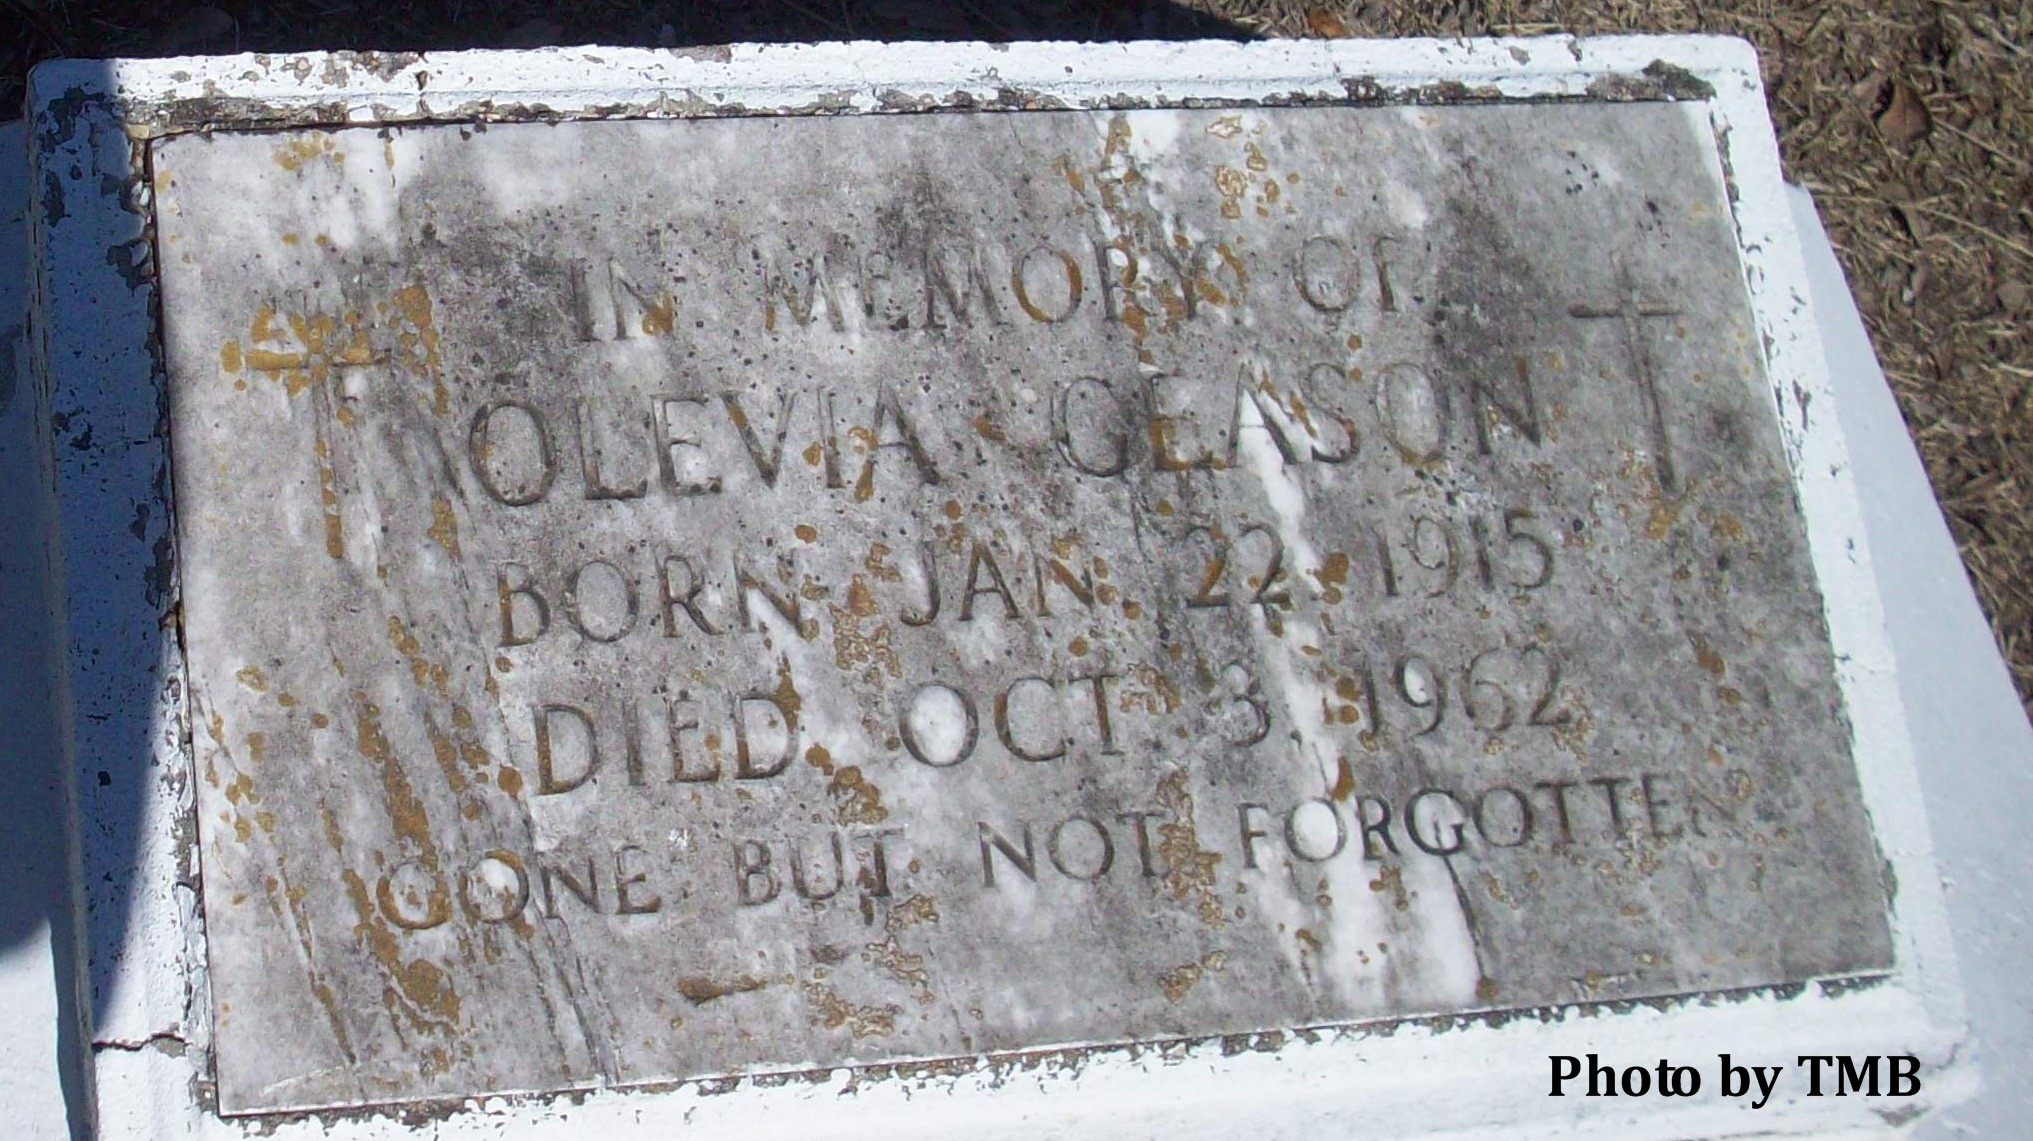 IN MEMORY OF
OLEVIA GEASON
BORN JAN. 22, 1915
DIED OCT. 3, 1962
GONE BUT NOT FORGOTTEN
Photo by TMB